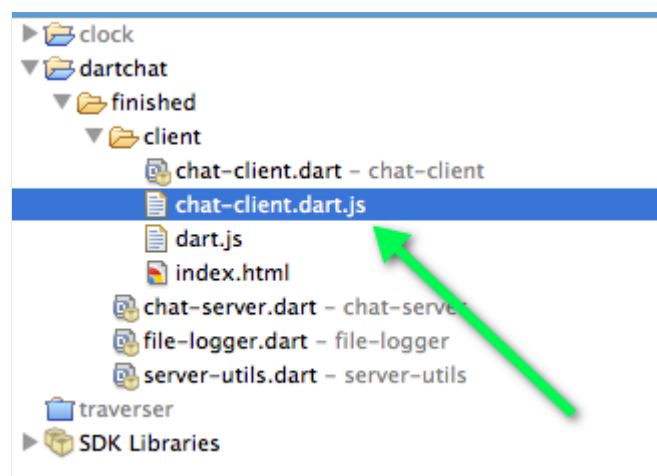 clock
dartchat
finished
client
chat-client.dart – chat-client
chat-client.dart.js
dart.js
index.html
chat-server.dart – chat-server
file-logger.dart – file-logger
server-utils.dart – server-utils
traverser
SDK Libraries